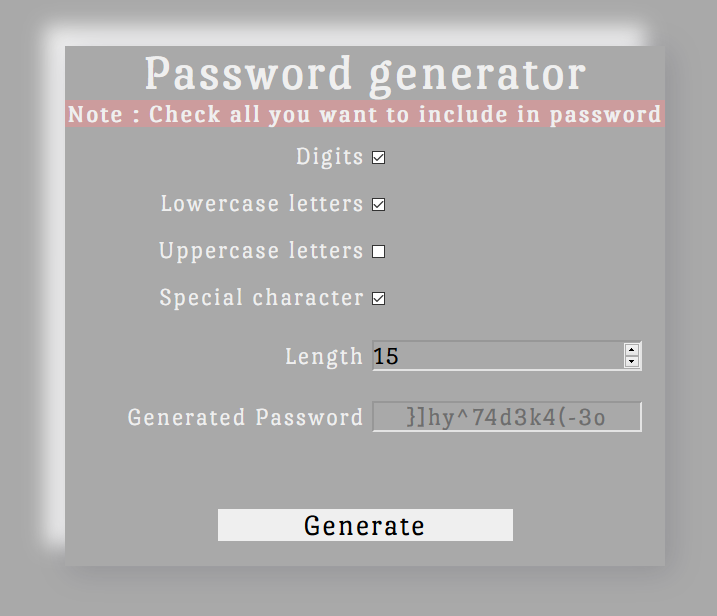 Password generator
Note : Check all you want to include in password
Digits
Lowercase letters
Uppercase letters
Special character
Length 15
Generated Password }]hy^74d3k4(-3o
Generate